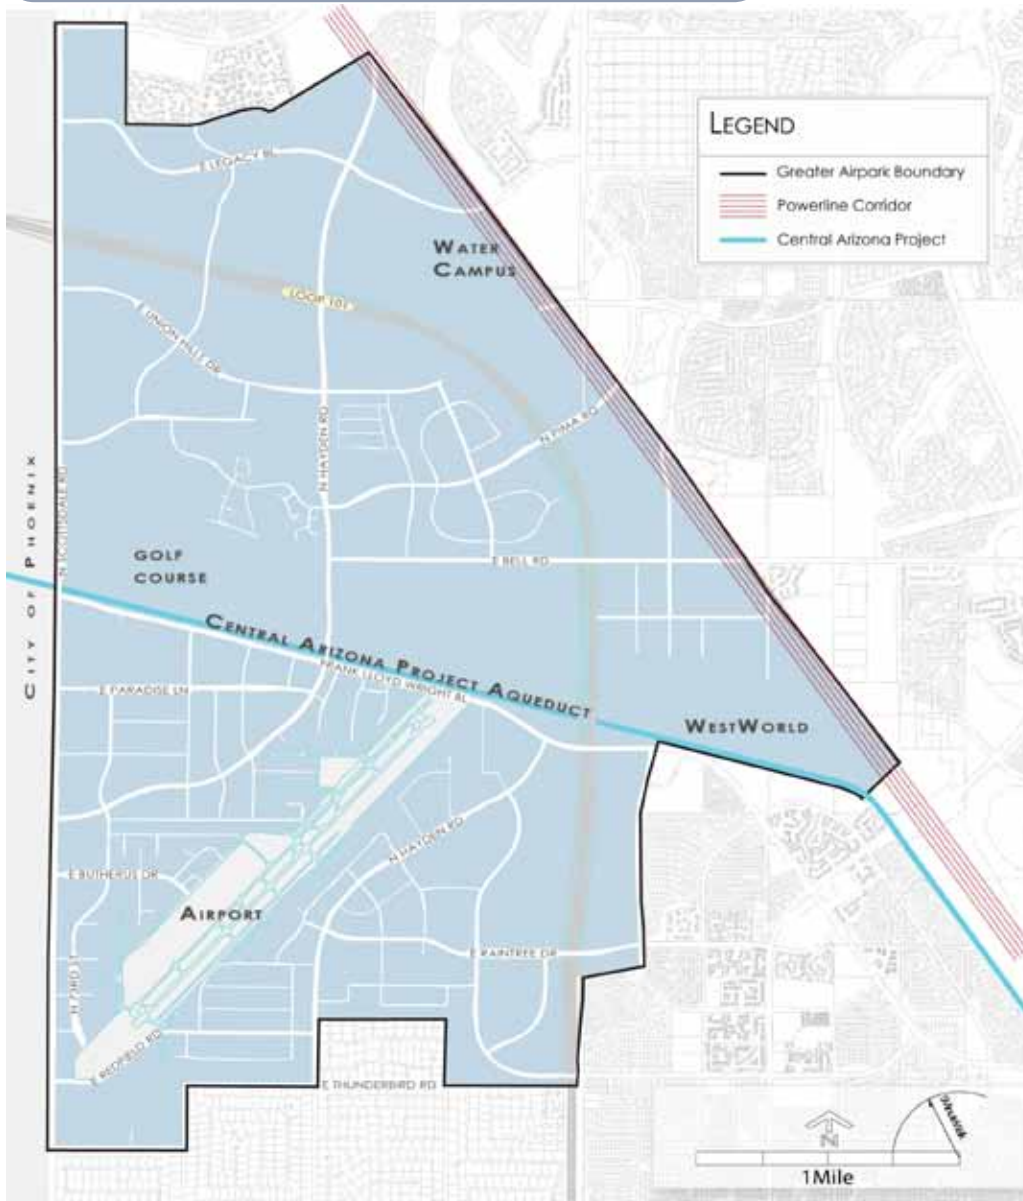 LEGEND
Greater Airpark Boundary
Powerline Corridor
Central Arizona Project
E LEGACY BL
WATER
CAMPUS
LOOP 101
E UNION HILLS DR
N HAYDEN RD
N PIMA RD
CITY OF PHOENIX
N SCOTTSDALE RD
GOLF
COURSE
E BELL RD
CENTRAL ARIZONA PROJECT AQUEDUCT
FRANK LLOYD WRIGHT BL
E PARADISE LN
WESTWORLD
N HAYDEN RD
E BUTHERUS DR
AIRPORT
E RAINTREE DR
N 73RD ST
E REDFIELD RD
E THUNDERBIRD RD
N
1Mile